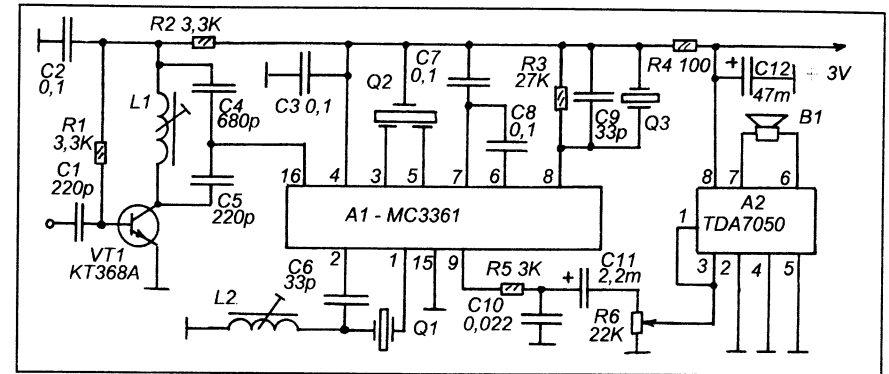 R2 3,3K
C2
0,1
L1
R1
3,3K
C1
220p
VT1
KT368A
C4
680p
C5
220p
C3 0,1
Q2
C7
0,1
C8
0,1
R3
27K
C9
33p
Q3
R4 100
+
C12
47m
3V
B1
16
4
3
5
7
6
8
A1 - MC3361
2
1
15
9
8
7
6
1
A2
TDA7050
3
2
4
5
C6
33p
L2
Q1
R5 3K
C10
0,022
+
C11
2,2m
R6
22K